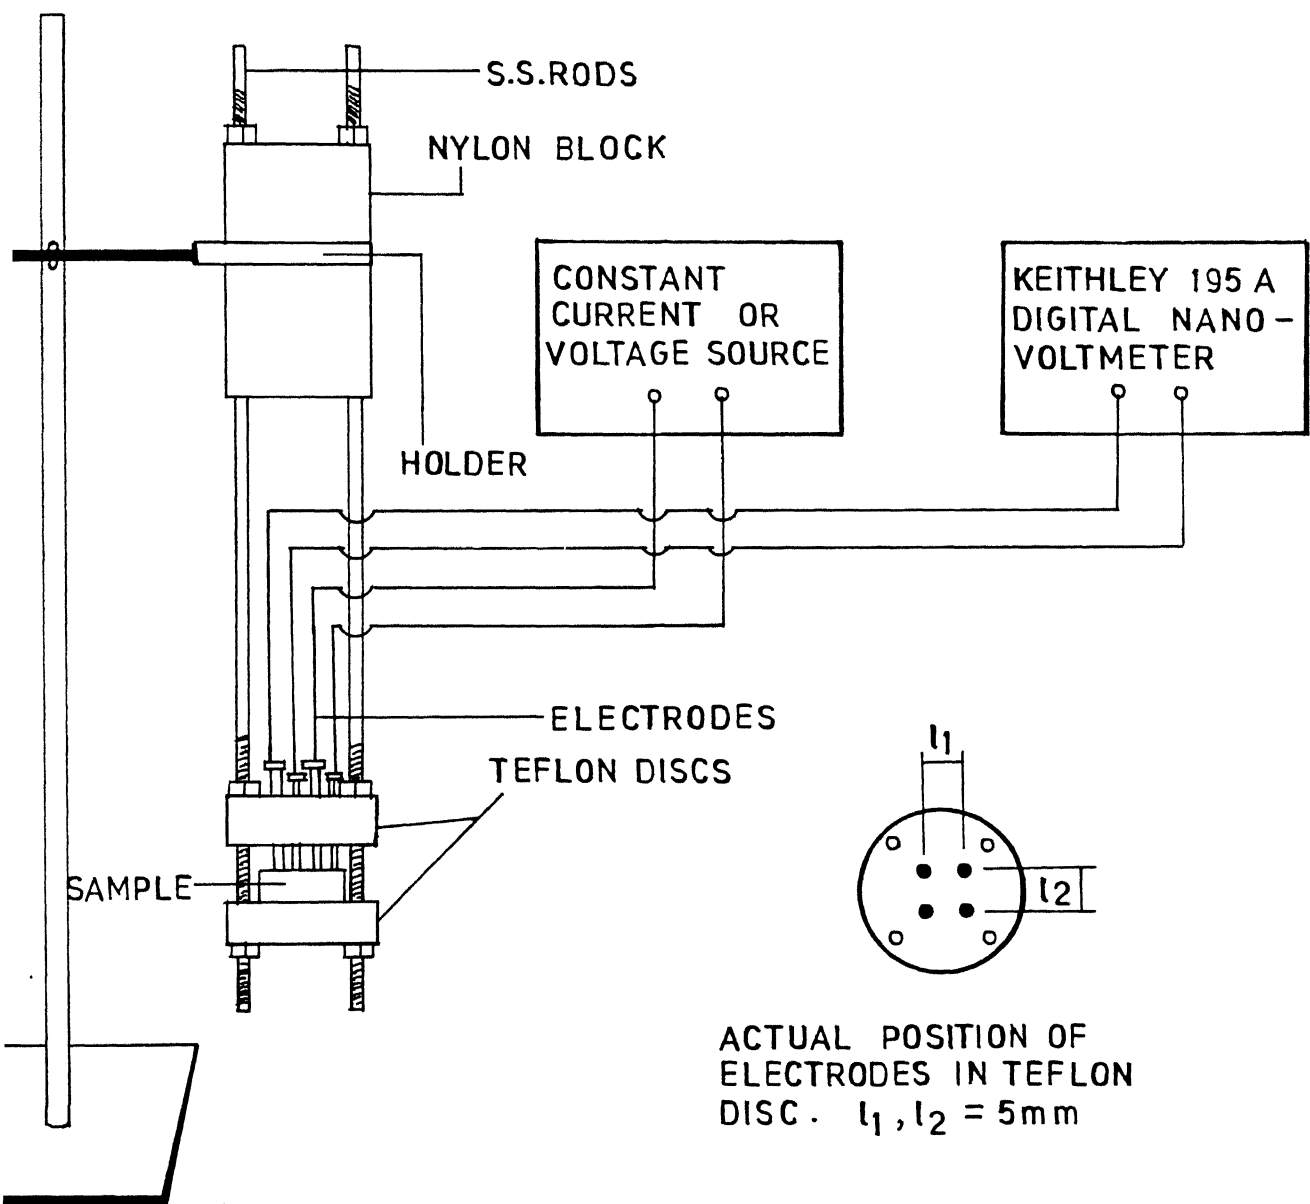 S.S.RODS
NYLON BLOCK
CONSTANT
CURRENT OR
VOLTAGE SOURCE
KEITHLEY 195 A
DIGITAL NANO-
VOLTMETER
HOLDER
ELECTRODES
TEFLON DISCS
SAMPLE
l1
l2
ACTUAL POSITION OF
ELECTRODES IN TEFLON
DISC. l1, l2 = 5mm